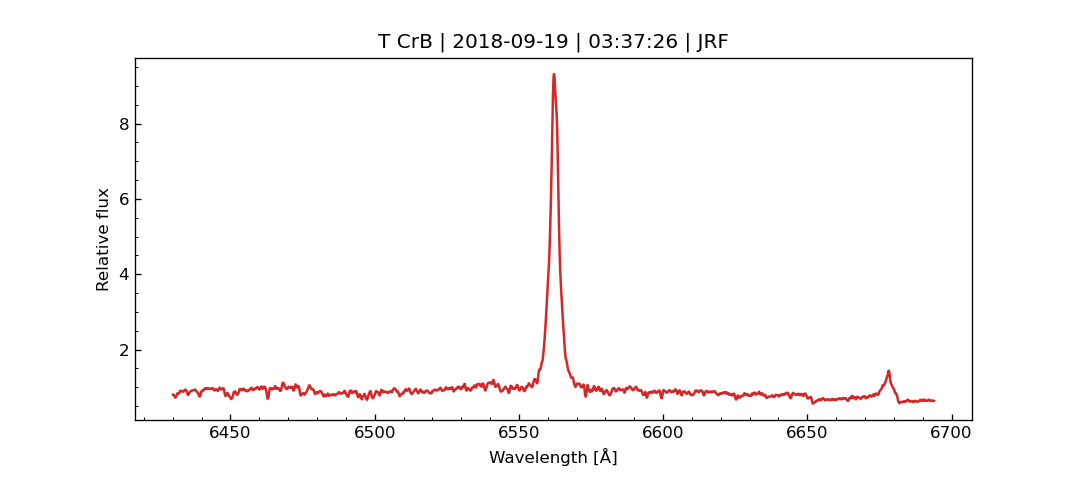 T CrB | 2018-09-19 | 03:37:26 | JRF
Relative flux
8
6
4
2
6450 6500 6550 6600 6650 6700
Wavelength [Å]